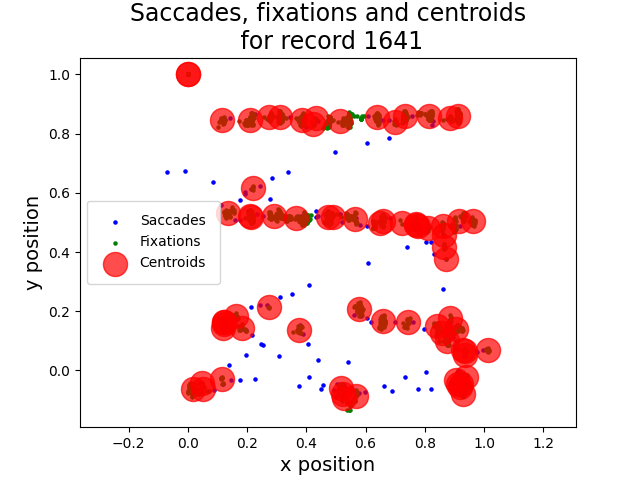 Saccades, fixations and centroids
for record 1641
1.0
0.8
0.6
0.4
0.2
0.0
y position
Saccades
Fixations
Centroids
−0.2
0.0
0.2
0.4
0.6
0.8
1.0
1.2
x position